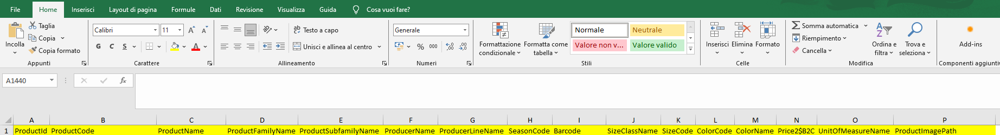 File Home Inserisci Layout di pagina Formule Dati Revisione Visualizza Guida Cosa vuoi fare?
Incolla
Taglia
Copia
Copia formato
Appunti
Calibri 11 A A
G C S A
Carattere
ab Testo a capo
Unisci e allinea al centro
Allineamento
Generale
% 000
Numeri
Formattazione condizionale
Formatta come tabella
Normale Neutrale
Valore non v... Valore valido
Stili
Inserisci Elimina Formato
Celle
Somma automatica
Riempimento
Cancella
Ordina e filtra
Trova e seleziona
Modifica
Add-ins
Componenti aggiuntiv
A1440 fx
A B C D E F G H I J K L M N O P
1 ProductId ProductCode ProductName ProductFamilyName ProductSubfamilyName ProducerName ProducerLineName SeasonCode Barcode SizeClassName SizeCode ColorCode ColorName Price2$B2C UnitOfMeasureName ProductImagePath